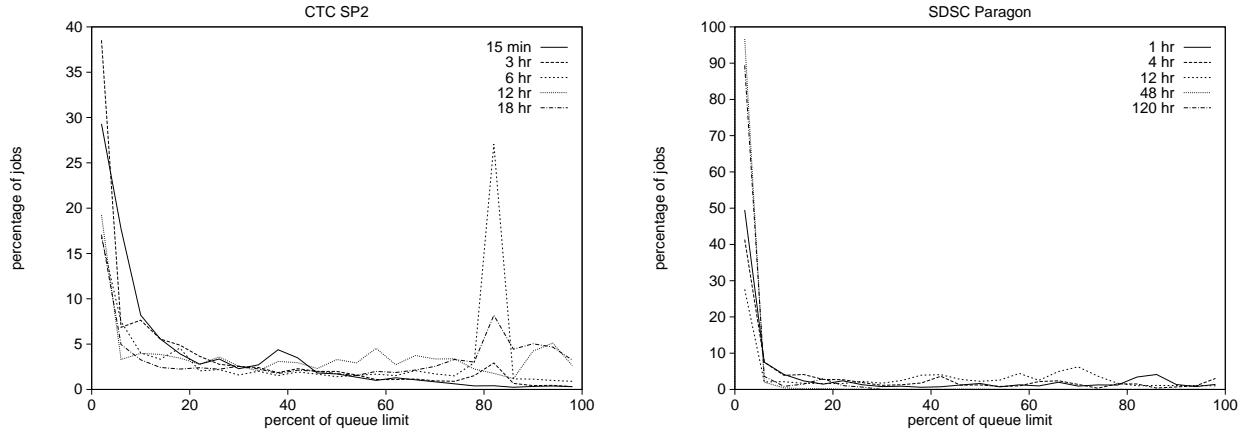 CTC SP2
40
35
30
25
20
15
10
5
0
percentage of jobs
15 min
3 hr
6 hr
12 hr
18 hr
0 20 40 60 80 100
percent of queue limit
SDSC Paragon
100
90
80
70
60
50
40
30
20
10
0
percentage of jobs
1 hr
4 hr
12 hr
48 hr
120 hr
0 20 40 60 80 100
percent of queue limit